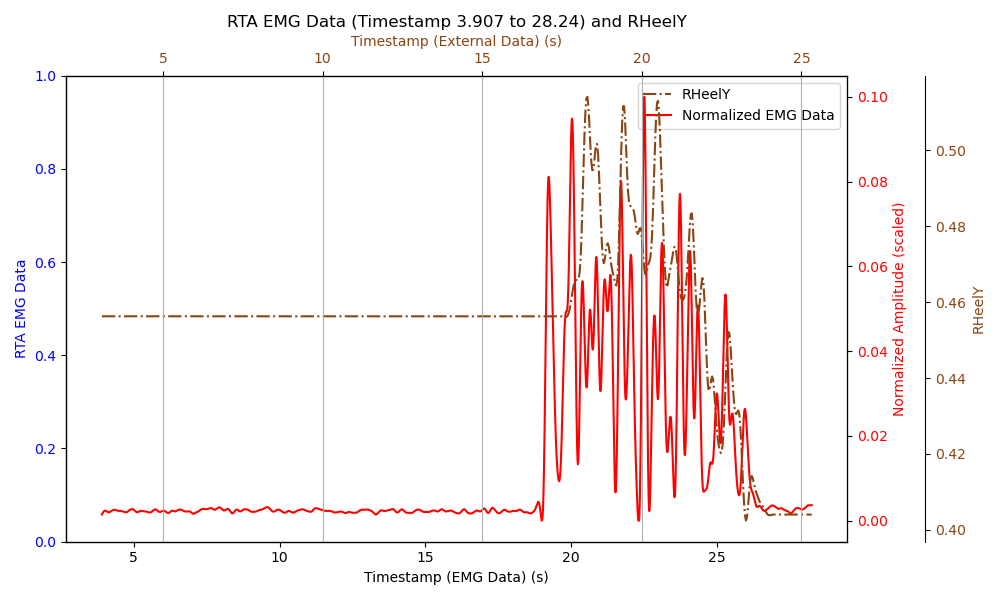 RTA EMG Data (Timestamp 3.907 to 28.24) and RHeelY
Timestamp (External Data) (s)
5 10 15 20 25
RHeelY
Normalized EMG Data
1.0
0.8
0.6
0.4
0.2
0.0
RTA EMG Data
0.10
0.08
0.06
0.04
0.02
0.00
Normalized Amplitude (scaled)
0.50
0.48
0.46
0.44
0.42
0.40
RHeelY
5 10 15 20 25
Timestamp (EMG Data) (s)